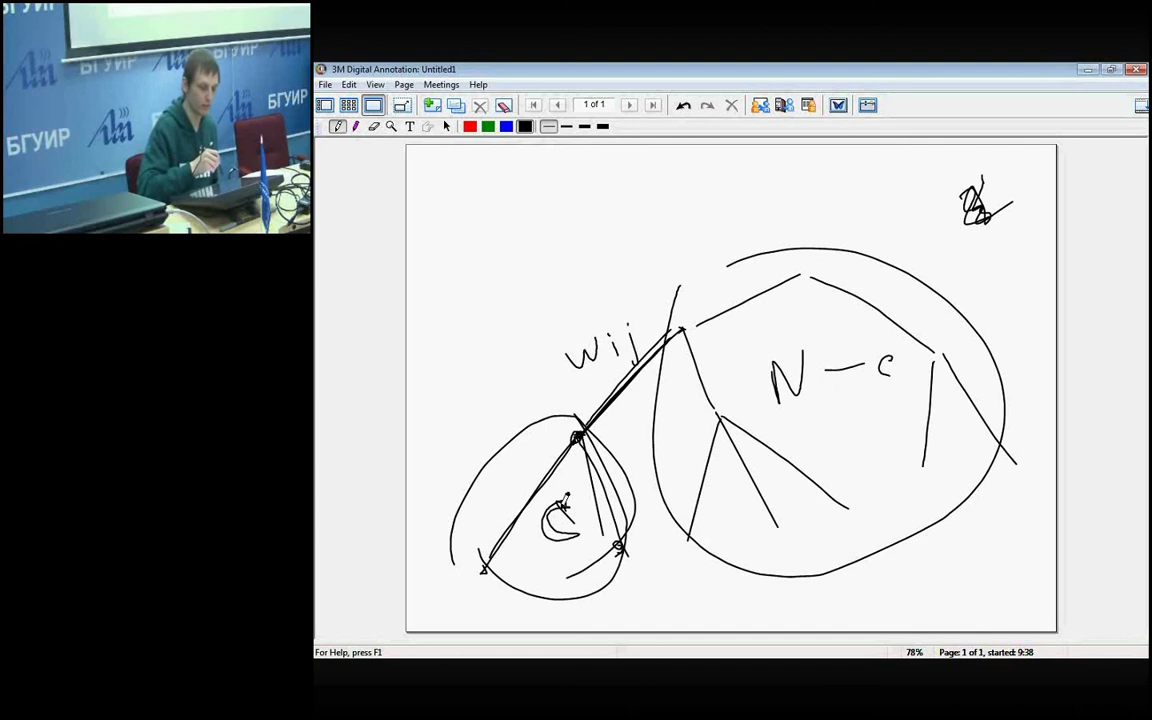 БГУИР
БГУИР
БГУИР
БГУИР
3M Digital Annotation: Untitled1
File Edit View Page Meetings Help
1 of 1
T
Wij
N - c
C
For Help, press F1
78%
Page: 1 of 1, started: 9:38